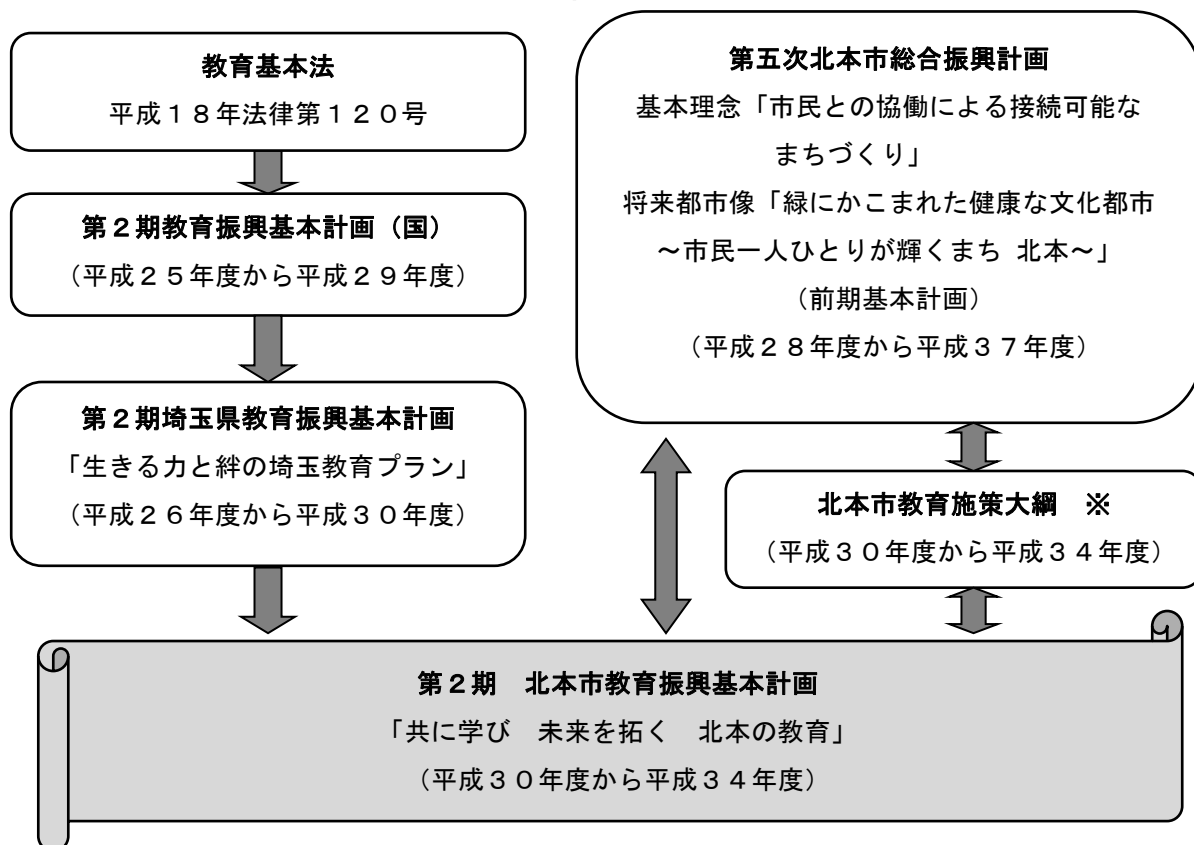 教育基本法
平成１８年法律第１２０号
第２期教育振興基本計画（国）
（平成２５年度から平成２９年度）
第２期埼玉県教育振興基本計画
「生きる力と絆の埼玉教育プラン」
（平成２６年度から平成３０年度）
第五次北本市総合振興計画
基本理念「市民との協働による接続可能な
まちづくり」
将来都市像「緑にかこまれた健康な文化都市
～市民一人ひとりが輝くまち 北本～」
（前期基本計画）
（平成２８年度から平成３７年度）
北本市教育施策大綱　※
（平成３０年度から平成３４年度）
第２期　北本市教育振興基本計画
「共に学び　未来を拓く　北本の教育」
（平成３０年度から平成３４年度）